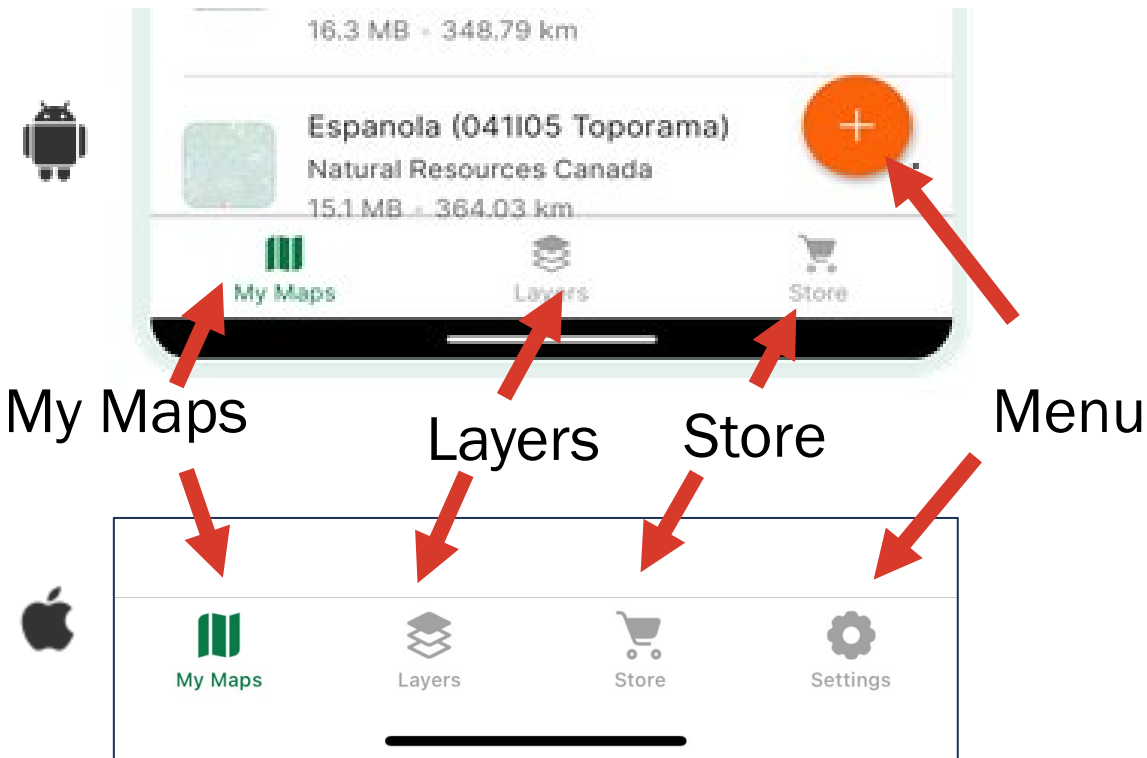 16.3 MB • 348.79 km
Espanola (041I05 Toporama)
Natural Resources Canada
15.1 MB • 364.03 km
My Maps
Layers
Store
My Maps
Layers
Store
Menu
My Maps
Layers
Store
Settings